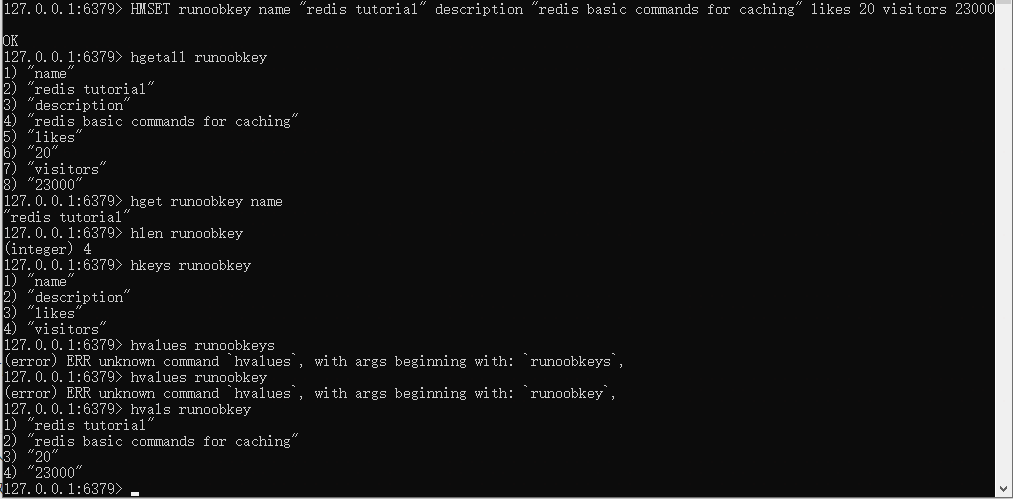 127.0.0.1:6379> HMSET runoobkey name "redis tutorial" description "redis basic commands for caching" likes 20 visitors 23000
OK
127.0.0.1:6379> hgetall runoobkey
1) "name"
2) "redis tutorial"
3) "description"
4) "redis basic commands for caching"
5) "likes"
6) "20"
7) "visitors"
8) "23000"
127.0.0.1:6379> hget runoobkey name
"redis tutorial"
127.0.0.1:6379> hlen runoobkey
(integer) 4
127.0.0.1:6379> hkeys runoobkey
1) "name"
2) "description"
3) "likes"
4) "visitors"
127.0.0.1:6379> hvalues runoobkeys
(error) ERR unknown command `hvalues`, with args beginning with: `runoobkeys`,
127.0.0.1:6379> hvalues runoobkey
(error) ERR unknown command `hvalues`, with args beginning with: `runoobkey`,
127.0.0.1:6379> hvals runoobkey
1) "redis tutorial"
2) "redis basic commands for caching"
3) "20"
4) "23000"
127.0.0.1:6379>